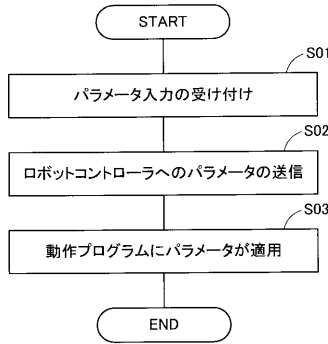 START
S01
パラメータ入力の受け付け
S02
ロボットコントローラへのパラメータの送信
S03
動作プログラムにパラメータが適用
END